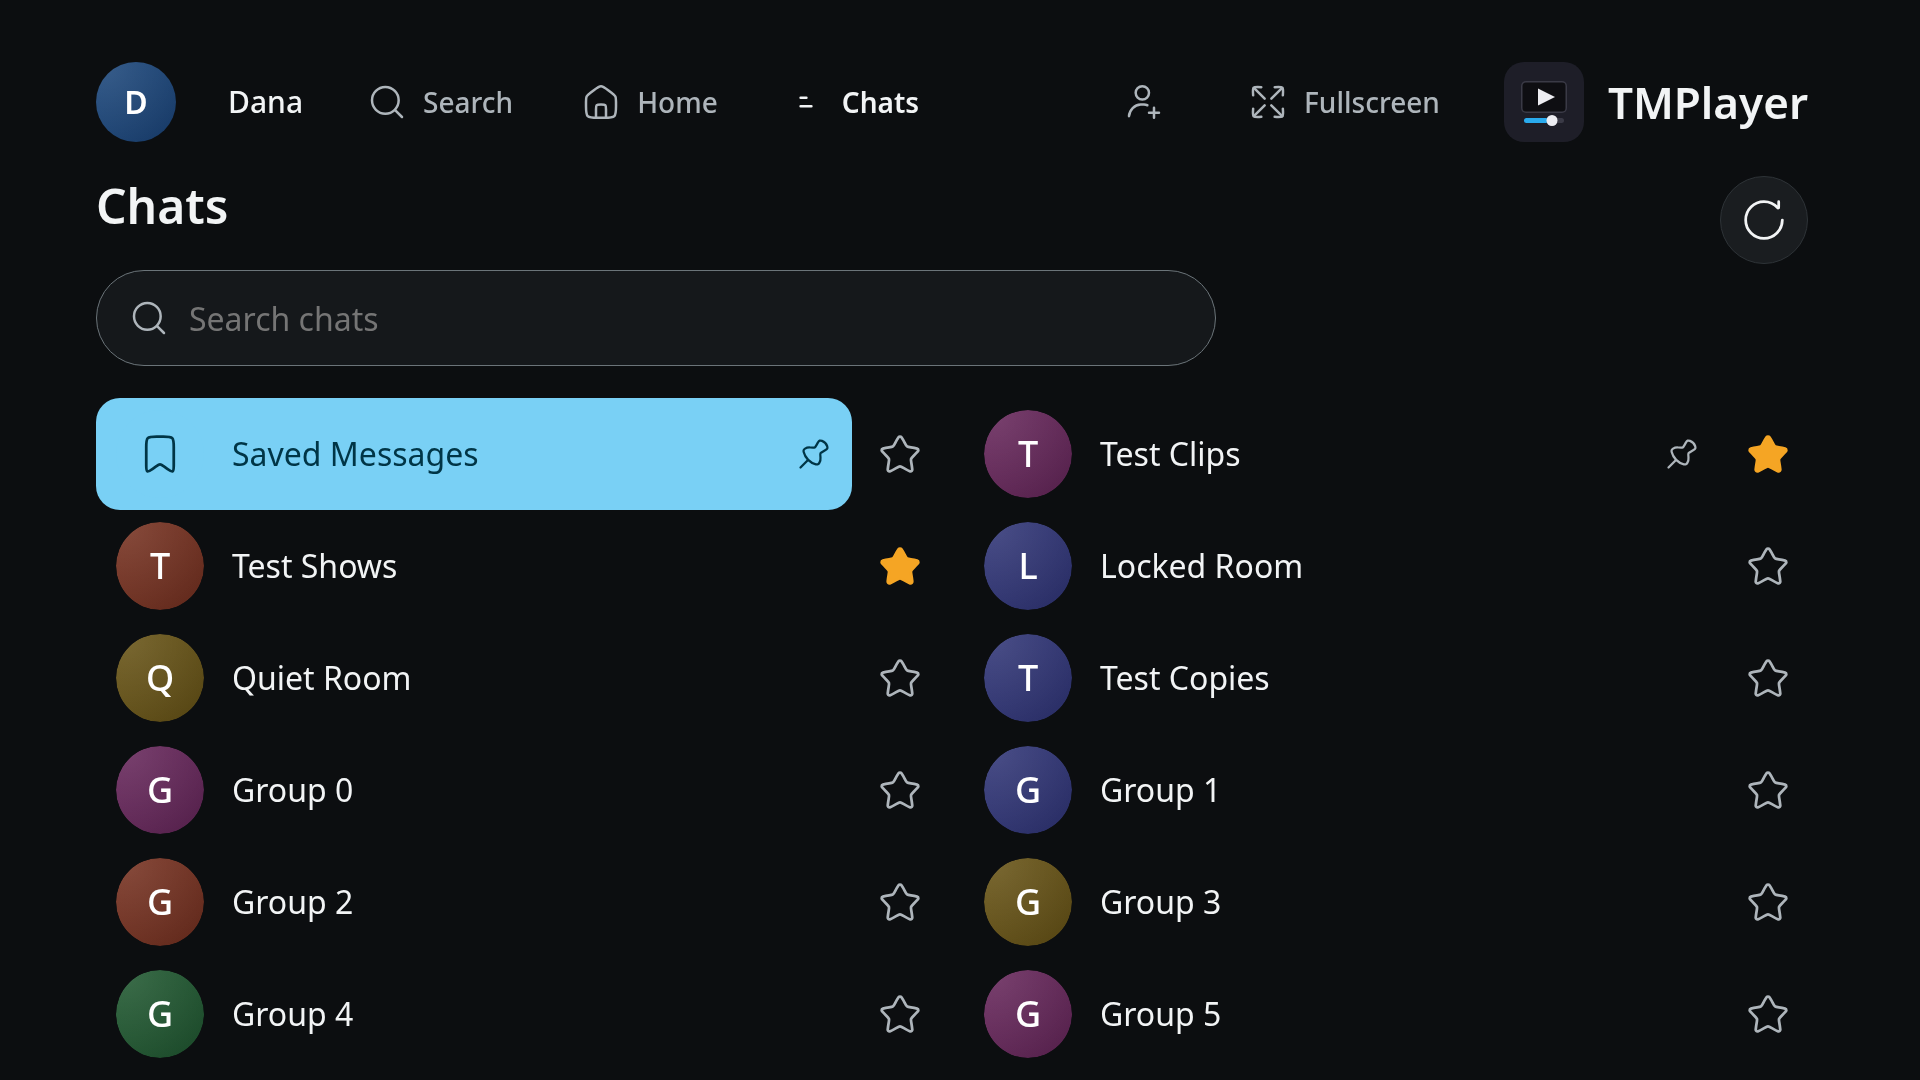 D Dana Search Home Chats Fullscreen TMPlayer
Chats
Search chats
Saved Messages
T Test Clips
T Test Shows
L Locked Room
Q Quiet Room
T Test Copies
G Group 0
G Group 1
G Group 2
G Group 3
G Group 4
G Group 5